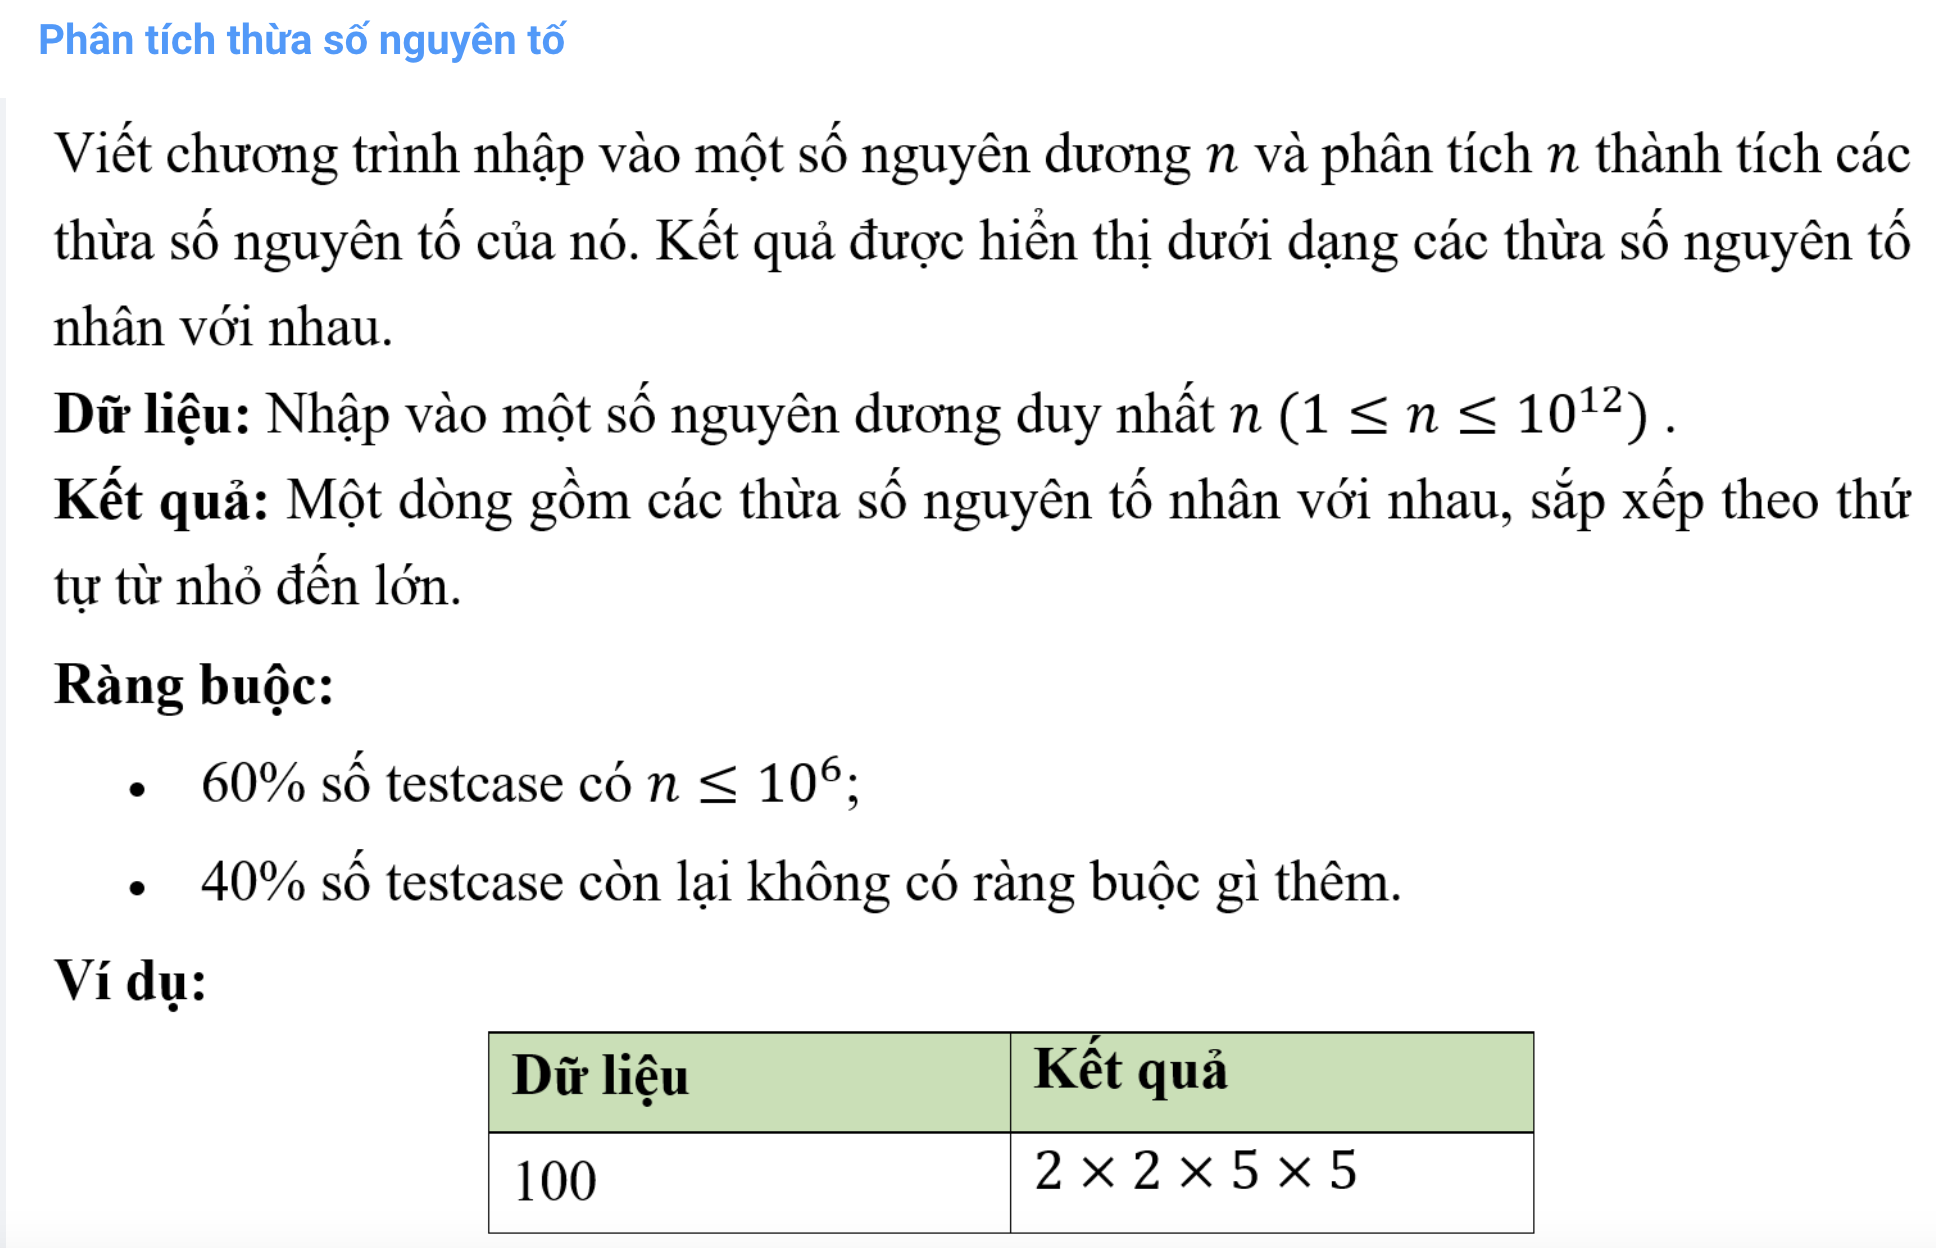 Phân tích thừa số nguyên tố
Viết chương trình nhập vào một số nguyên dương n và phân tích n thành tích các
thừa số nguyên tố của nó. Kết quả được hiển thị dưới dạng các thừa số nguyên tố
nhân với nhau.
Dữ liệu: Nhập vào một số nguyên dương duy nhất n (1 ≤ n ≤ 10¹²) .
Kết quả: Một dòng gồm các thừa số nguyên tố nhân với nhau, sắp xếp theo thứ
tự từ nhỏ đến lớn.
Ràng buộc:
• 60% số testcase có n ≤ 10⁶;
• 40% số testcase còn lại không có ràng buộc gì thêm.
Ví dụ:
Dữ liệu Kết quả
100 2 × 2 × 5 × 5